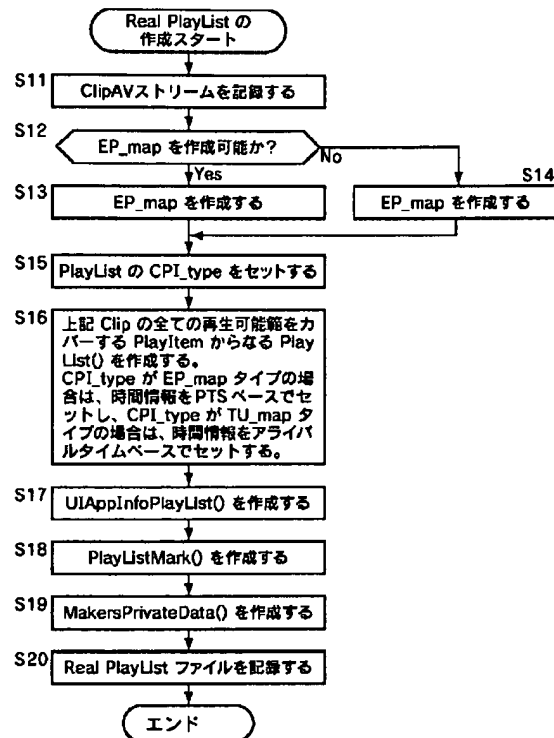 Real PlayList の
作成スタート
S11
ClipAVストリームを記録する
S12
EP_map を作成可能か？
No
Yes
S13
EP_map を作成する
S14
EP_map を作成する
S15
PlayList の CPI_type をセットする
S16
上記 Clip の全ての再生可能範をカ
バーする PlayItem からなる Play
List() を作成する。
CPI_type が EP_map タイプの場
合は、時間情報をPTS ベースでセ
ットし、CPI_type が TU_map タ
イプの場合は、時間情報をアライバ
ルタイムベースでセットする。
S17
UIAppInfoPlayList() を作成する
S18
PlayListMark() を作成する
S19
MakersPrivateData() を作成する
S20
Real PlayList ファイルを記録する
エンド